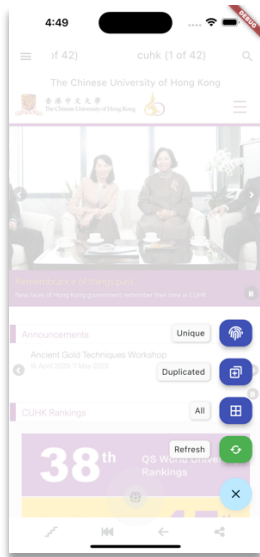 4:49
DEBUG
of 42)
cuhk (1 of 42)
The Chinese University of Hong Kong
香港中文大學
The Chinese University of Hong Kong
Announcements
Unique
Ancient Gold Techniques Workshop
Duplicated
CUHK Rankings
All
Refresh
38th
QS World University
Rankings